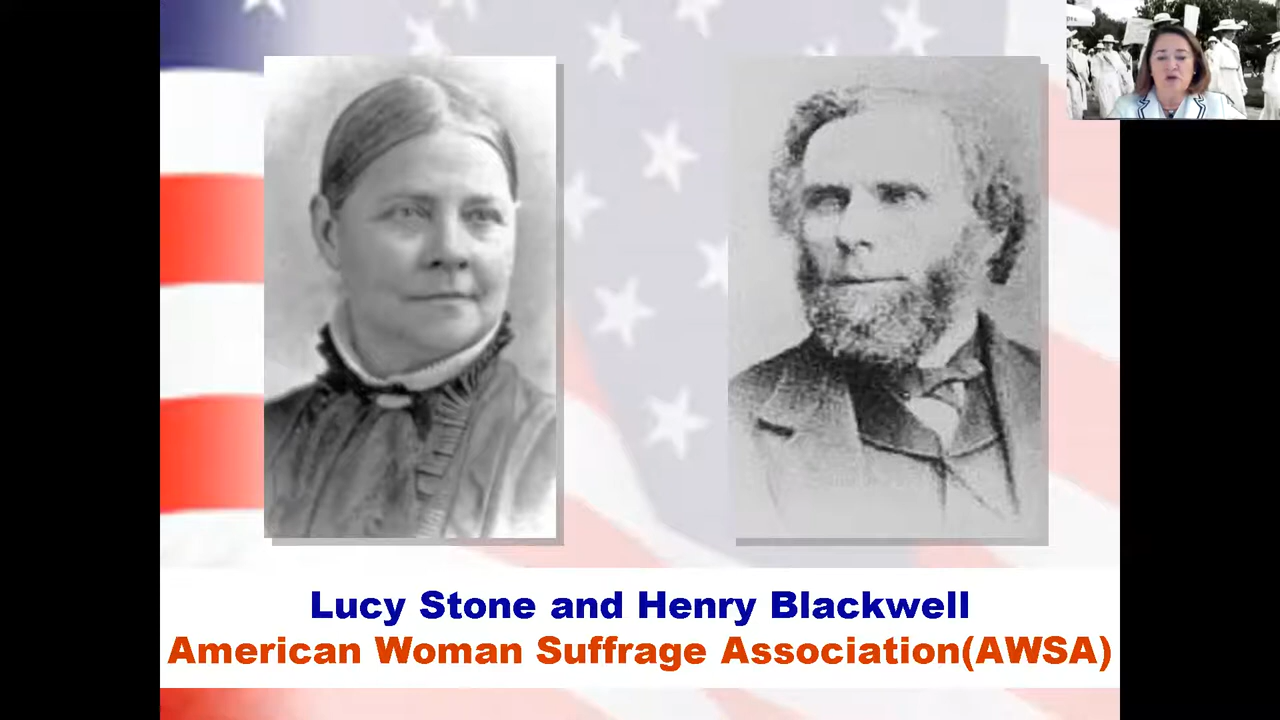 Lucy Stone and Henry Blackwell
American Woman Suffrage Association(AWSA)